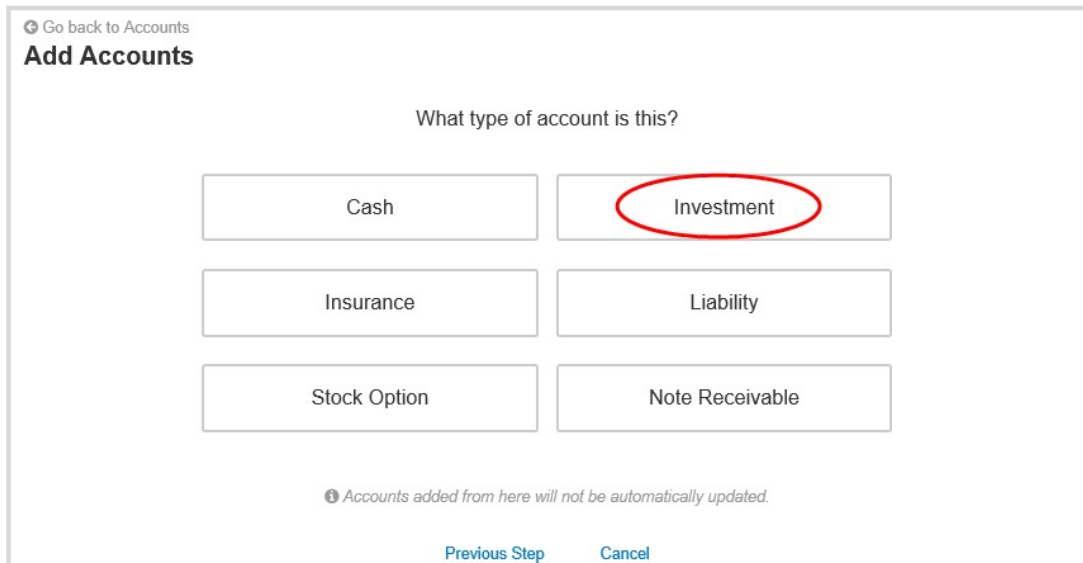 Go back to Accounts
Add Accounts
What type of account is this?
Cash
Investment
Insurance
Liability
Stock Option
Note Receivable
Accounts added from here will not be automatically updated.
Previous Step
Cancel